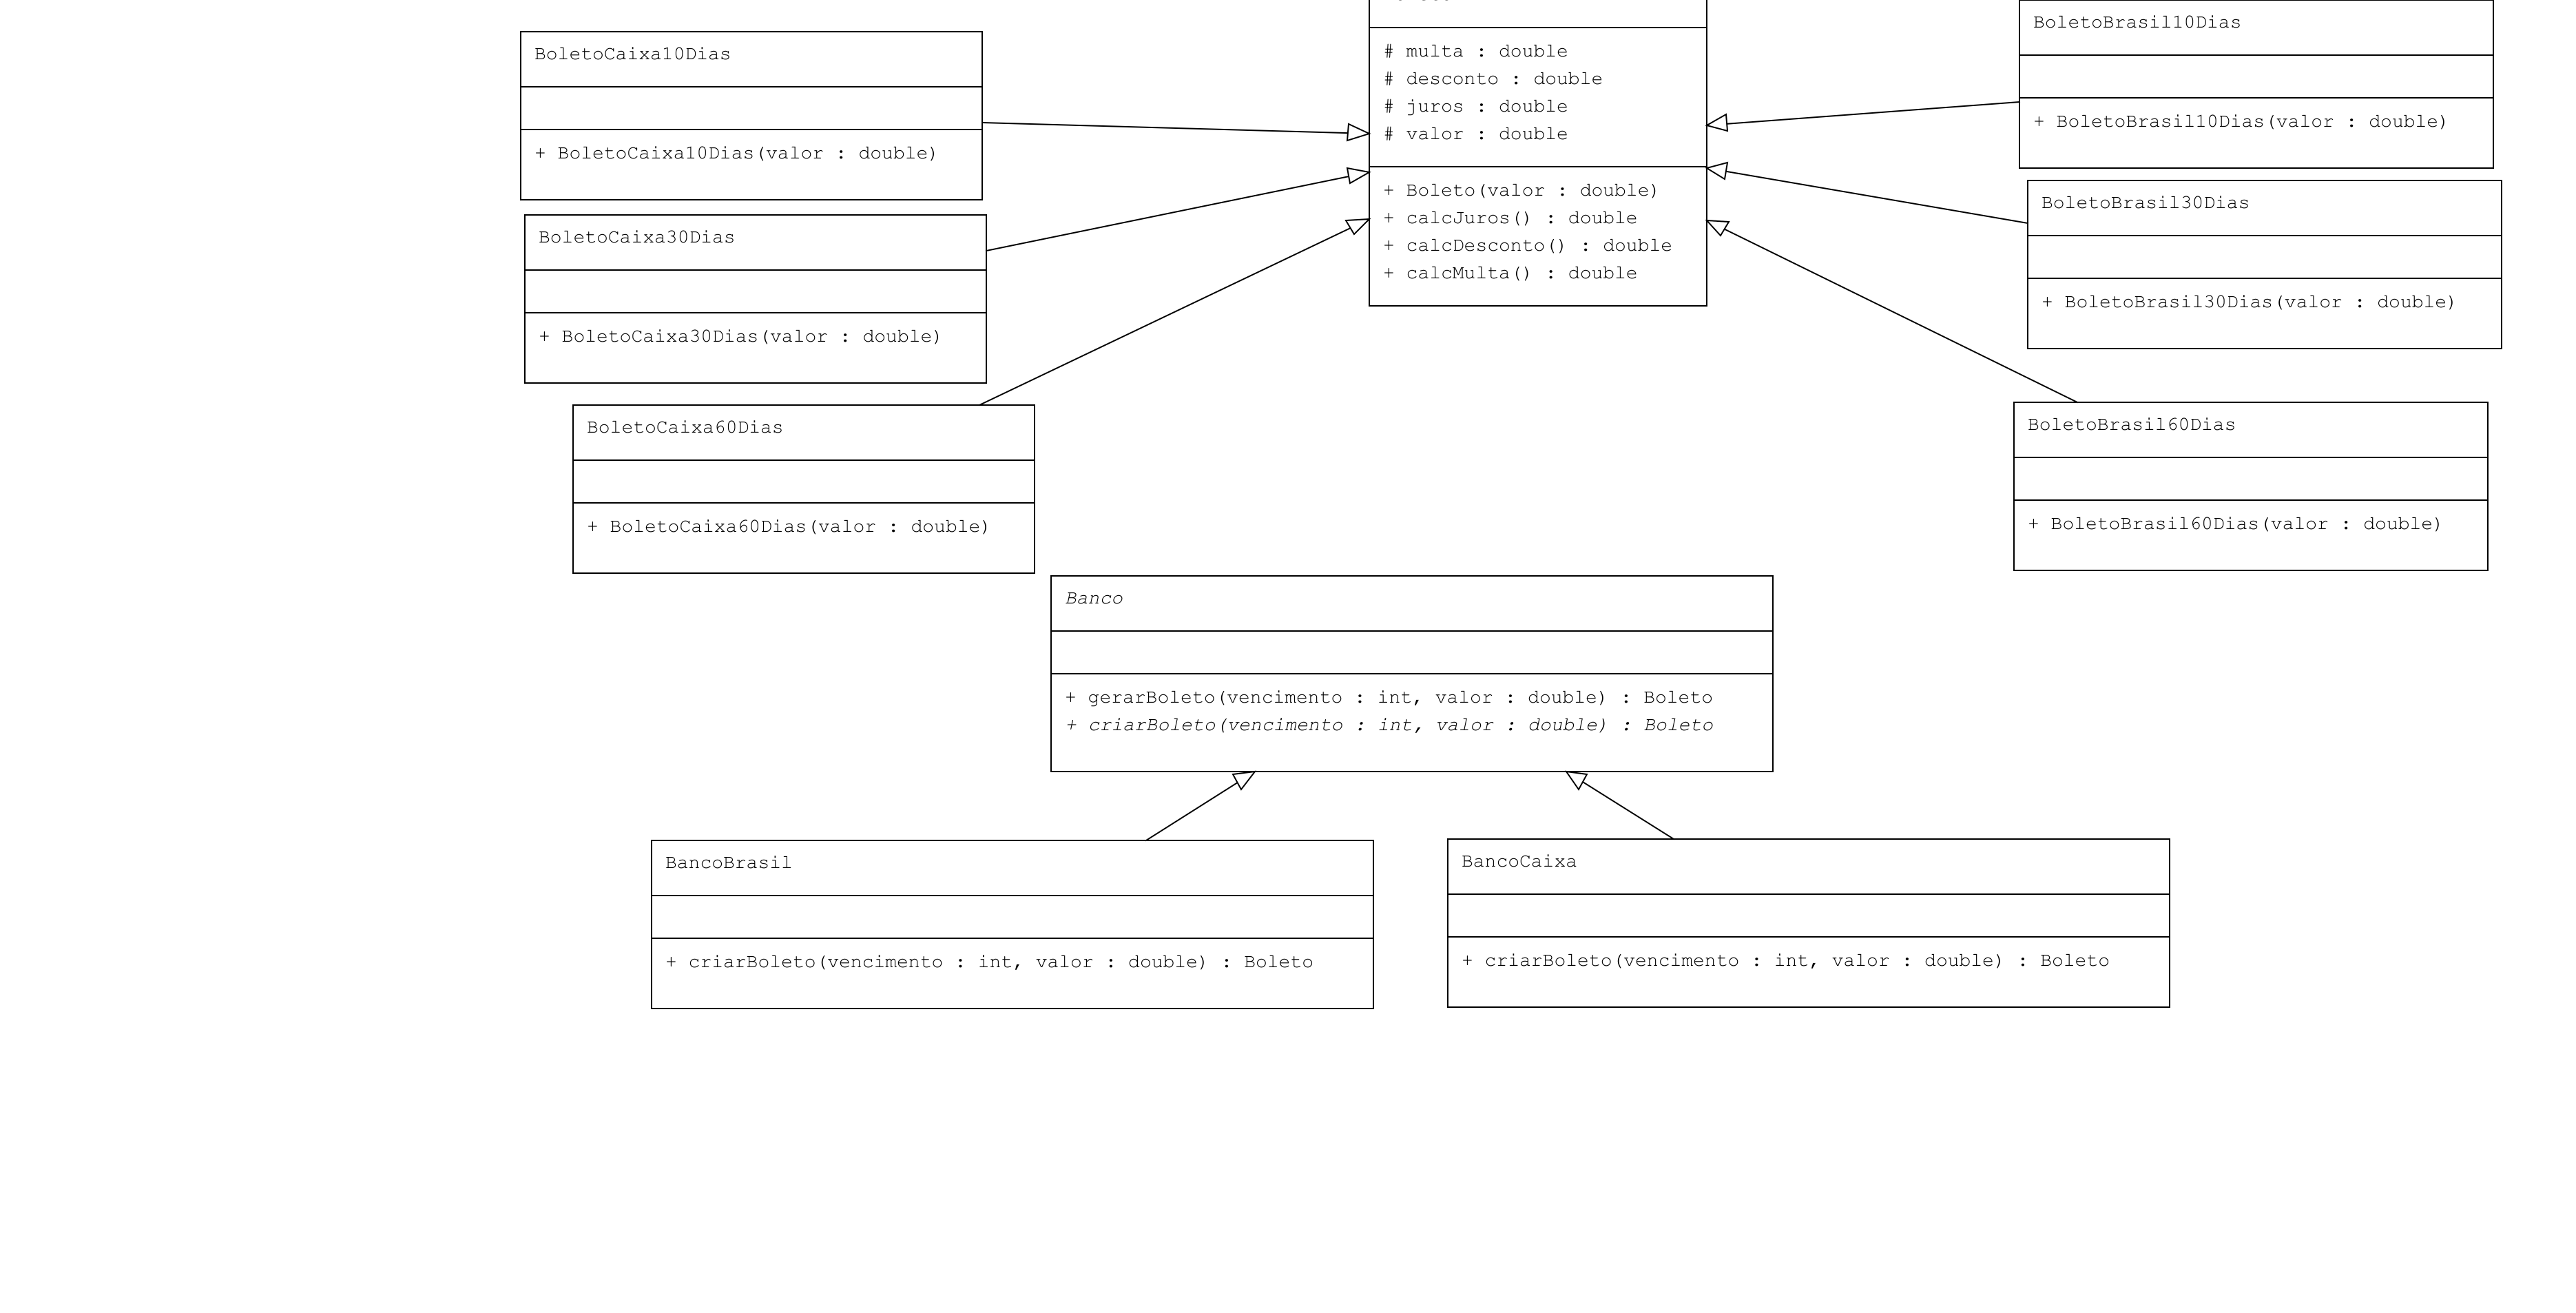 BoletoCaixa10Dias
+ BoletoCaixa10Dias(valor : double)
BoletoCaixa30Dias
+ BoletoCaixa30Dias(valor : double)
BoletoCaixa60Dias
+ BoletoCaixa60Dias(valor : double)
# multa : double
# desconto : double
# juros : double
# valor : double
+ Boleto(valor : double)
+ calcJuros() : double
+ calcDesconto() : double
+ calcMulta() : double
BoletoBrasil10Dias
+ BoletoBrasil10Dias(valor : double)
BoletoBrasil30Dias
+ BoletoBrasil30Dias(valor : double)
BoletoBrasil60Dias
+ BoletoBrasil60Dias(valor : double)
Banco
+ gerarBoleto(vencimento : int, valor : double) : Boleto
+ criarBoleto(vencimento : int, valor : double) : Boleto
BancoBrasil
+ criarBoleto(vencimento : int, valor : double) : Boleto
BancoCaixa
+ criarBoleto(vencimento : int, valor : double) : Boleto